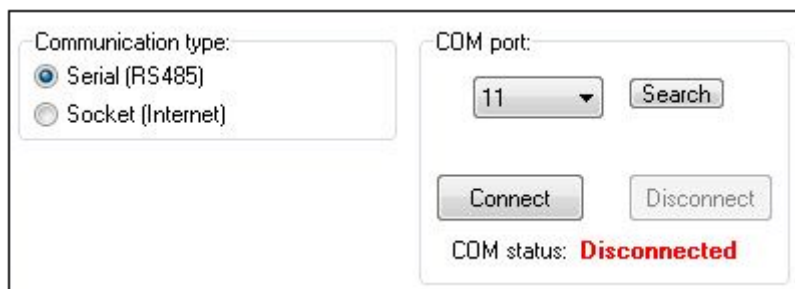 Communication type:
Serial (RS485)
Socket (Internet)
COM port:
11
Search
Connect
Disconnect
COM status: Disconnected